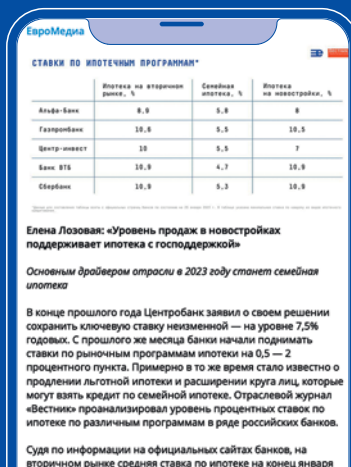 ЕвроМедиа
СТАВКИ ПО ИПОТЕЧНЫМ ПРОГРАММАМ*
Ипотека на вторичном рынке, % Семейная ипотека, % Ипотека на новостройки, %
Альфа-Банк 8,9 5,8 8
Газпромбанк 10,8 5,5 10,5
Центр-инвест 10 5,5 7
Банк ВТБ 10,9 4,7 10,9
Сбербанк 10,9 5,3 10,9
Елена Лозовая: «Уровень продаж в новостройках
поддерживает ипотека с господдержкой»
Основным драйвером отрасли в 2023 году станет семейная
ипотека
В конце прошлого года Центробанк заявил о своем решении
сохранить ключевую ставку неизменной — на уровне 7,5%
годовых. С прошлого же месяца банки начали поднимать
ставки по рыночным программам ипотеки на 0,5 — 2
процентного пункта. Примерно в то же время стало известно о
продлении льготной ипотеки и расширении круга лиц, которые
могут взять кредит по семейной ипотеке. Отраслевой журнал
«Вестник» проанализировал уровень процентных ставок по
ипотеке по различным программам в ряде российских банков.
Судя по информации на официальных сайтах банков, на
вторичном рынке средняя ставка по ипотеке на конец января